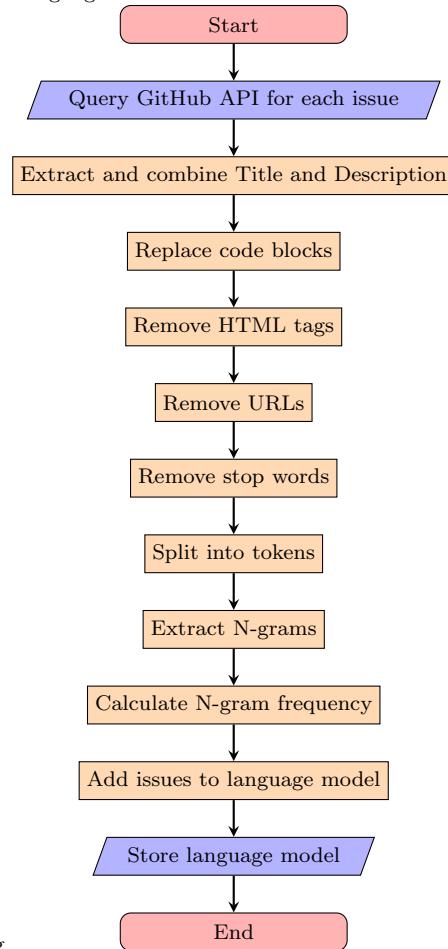 Start
Query GitHub API for each issue
Extract and combine Title and Description
Replace code blocks
Remove HTML tags
Remove URLs
Remove stop words
Split into tokens
Extract N-grams
Calculate N-gram frequency
Add issues to language model
Store language model
End